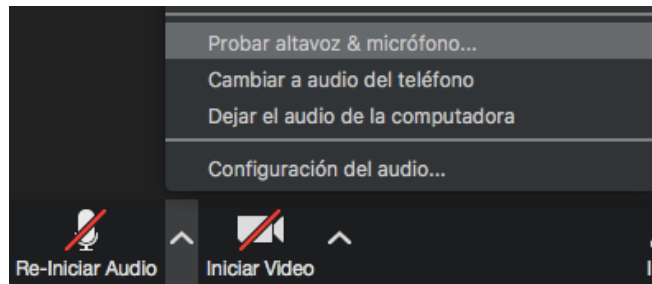 Probar altavoz & micrófono...
Cambiar a audio del teléfono
Dejar el audio de la computadora
Configuración del audio...
Re-Iniciar Audio
Iniciar Video